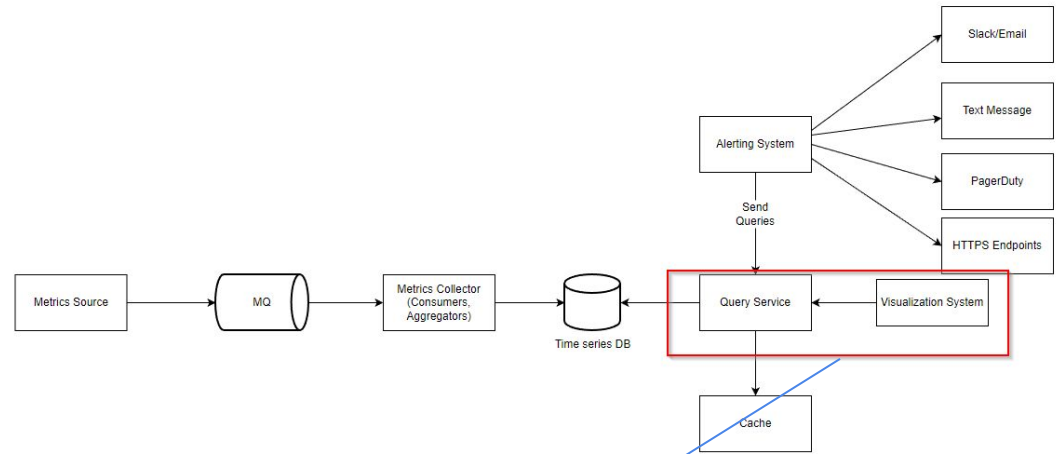 Slack/Email
Text Message
Alerting System
PagerDuty
Send
Queries
HTTPS Endpoints
Metrics Source
MQ
Metrics Collector
(Consumers,
Aggregators)
Time series DB
Query Service
Visualization System
Cache